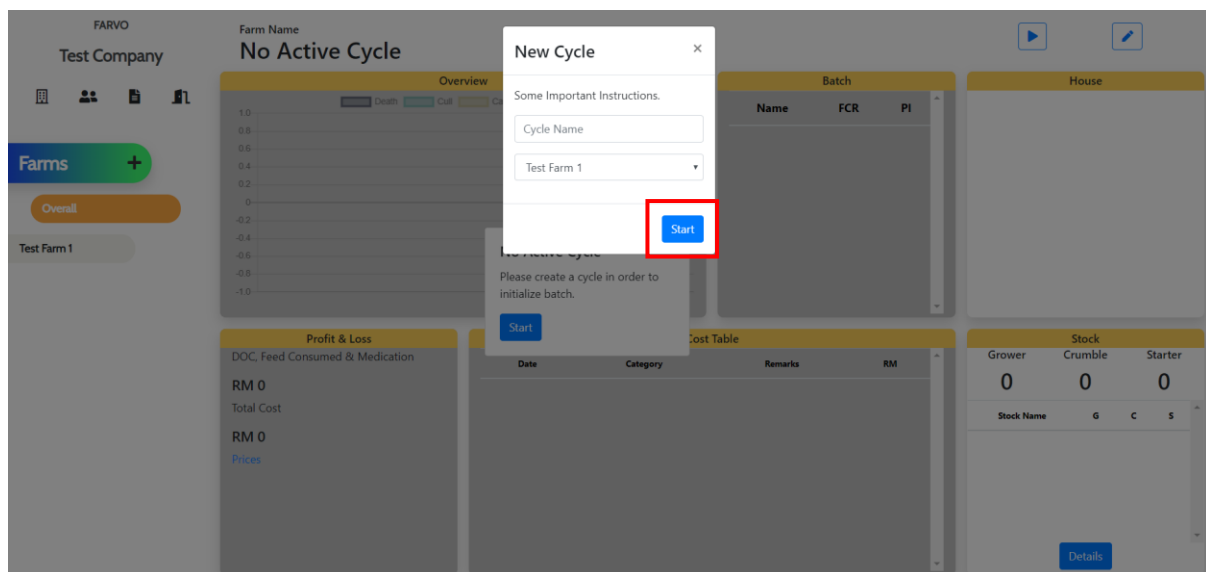 FARVO
Test Company
Farms +
Overall
Test Farm 1
Farm Name
No Active Cycle
Overview
Death Cull Ca
1.0
0.8
0.6
0.4
0.2
0
-0.2
-0.4
-0.6
-0.8
-1.0
New Cycle ×
Some Important Instructions.
Cycle Name
Test Farm 1
Start
No Active Cycle
Please create a cycle in order to
initialize batch.
Start
Batch
Name FCR PI
House
Profit & Loss
DOC, Feed Consumed & Medication
RM 0
Total Cost
RM 0
Prices
Cost Table
Date Category Remarks RM
Stock
Grower Crumble Starter
0 0 0
Stock Name G C S
Details